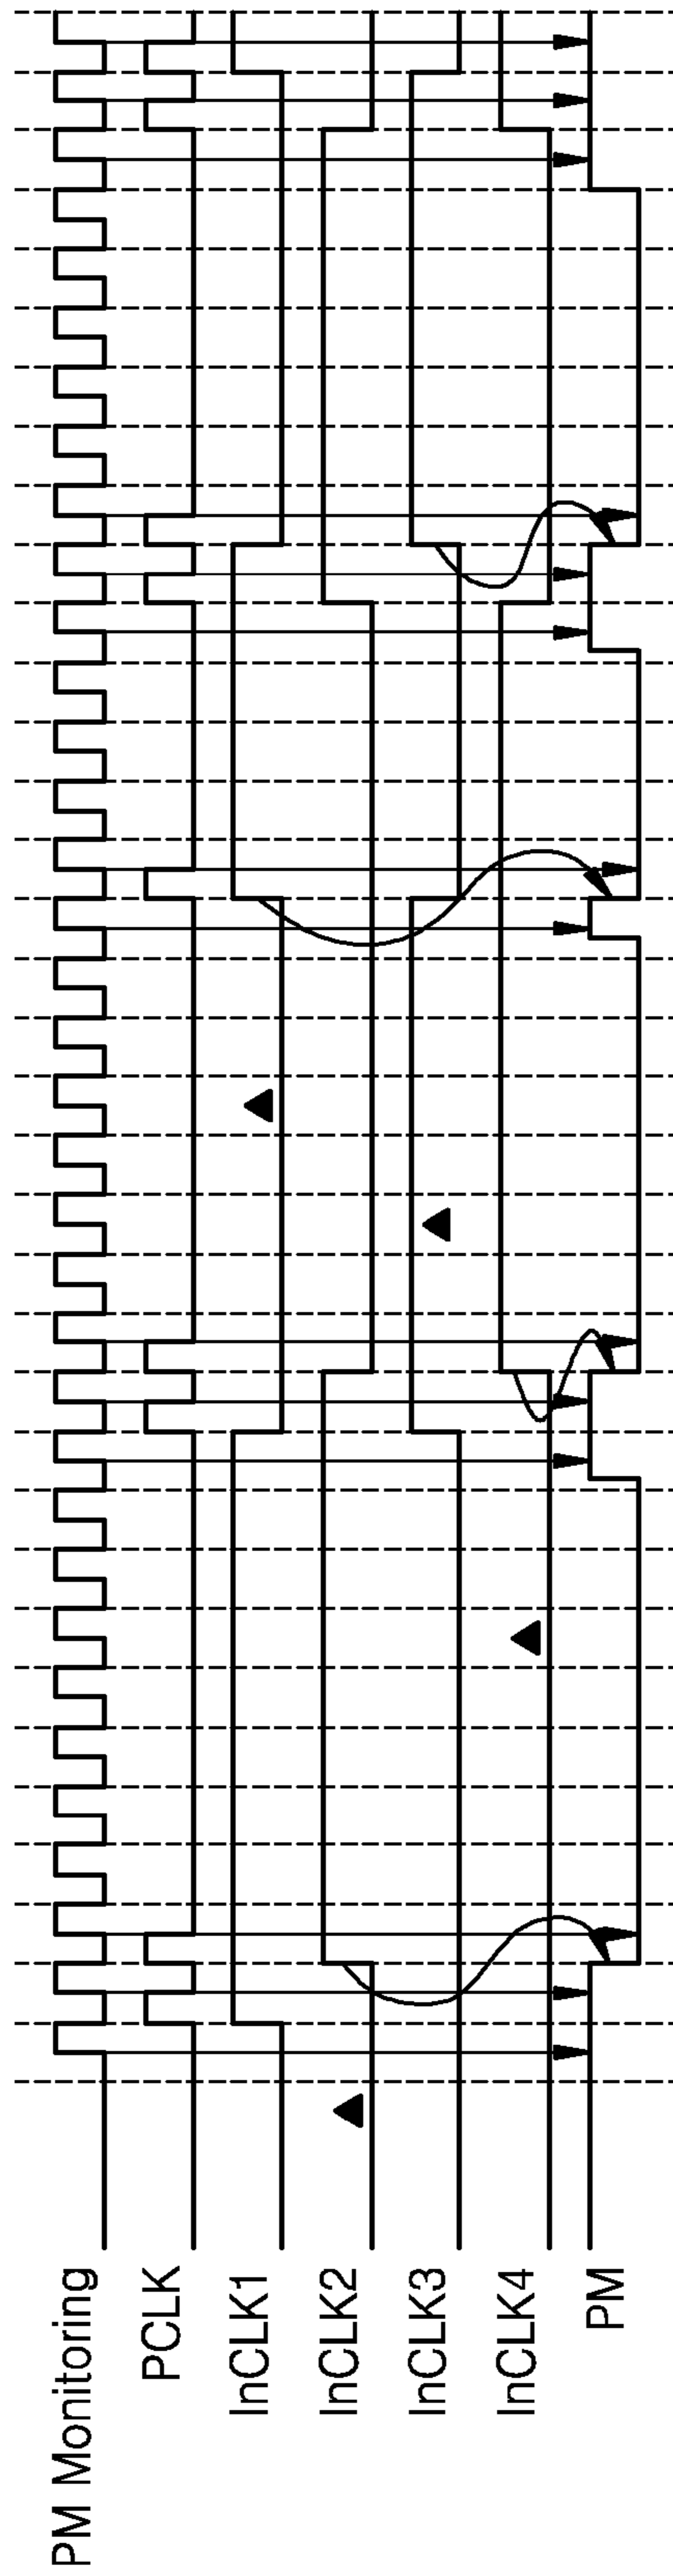 PM Monitoring
PCLK
InCLK1
InCLK2
InCLK3
InCLK4
PM